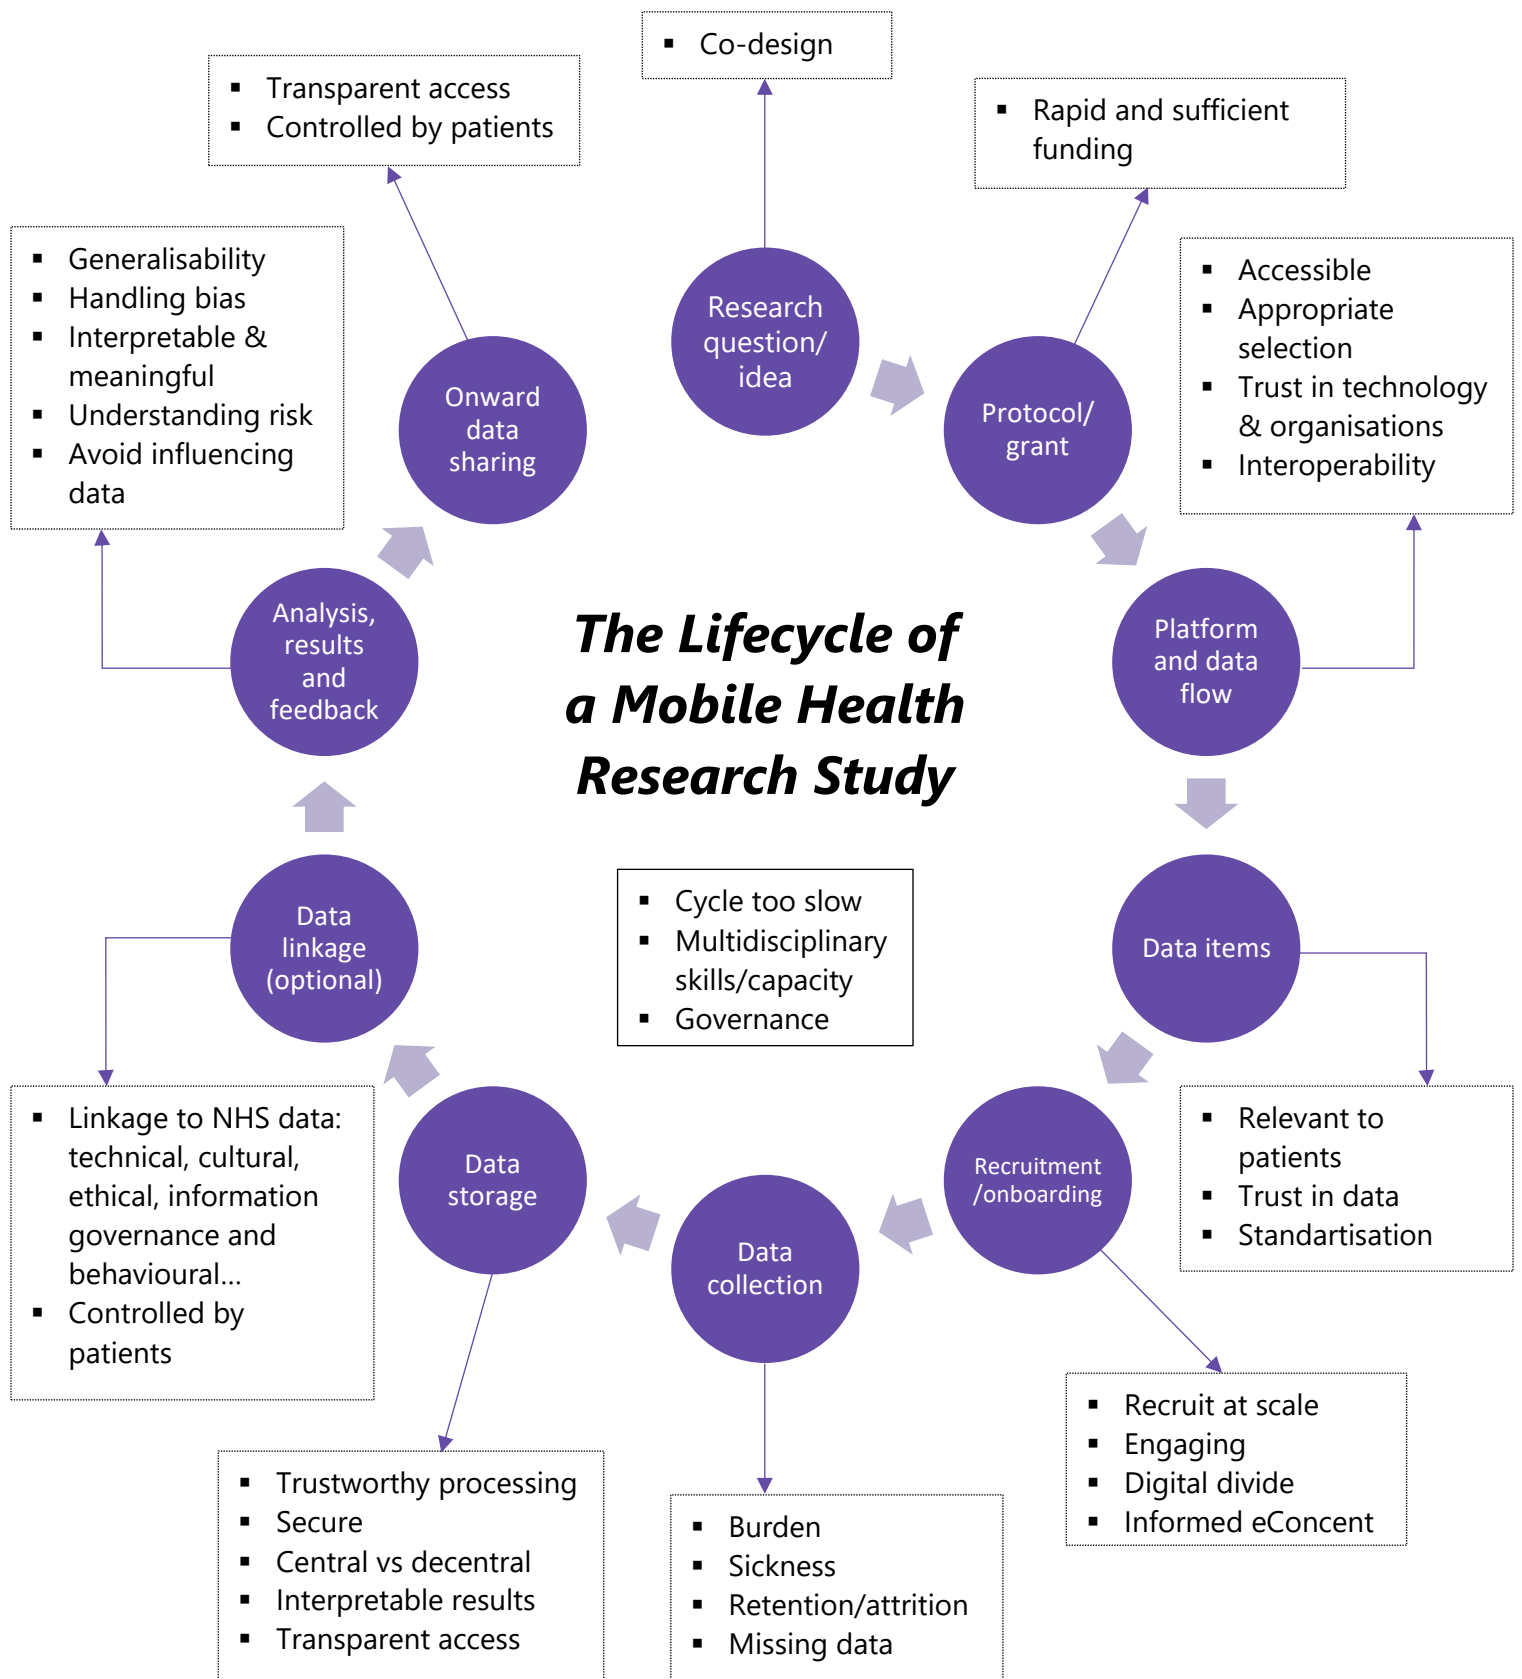 Co-design
Transparent access
Controlled by patients
Rapid and sufficient
funding
Generalisability
Handling bias
Interpretable &
meaningful
Understanding risk
Avoid influencing
data
Accessible
Appropriate
selection
Trust in technology
& organisations
Interoperability
Research
question/
idea
Protocol/
grant
Onward
data
sharing
Platform
and data
flow
Analysis,
results
and
feedback
The Lifecycle of
a Mobile Health
Research Study
Data
linkage
(optional)
Cycle too slow
Multidisciplinary
skills/capacity
Governance
Data items
Linkage to NHS data:
technical, cultural,
ethical, information
governance and
behavioural...
Controlled by
patients
Data
storage
Data
collection
Recruitment
/onboarding
Relevant to
patients
Trust in data
Standartisation
Trustworthy processing
Secure
Central vs decentral
Interpretable results
Transparent access
Burden
Sickness
Retention/attrition
Missing data
Recruit at scale
Engaging
Digital divide
Informed eConcent